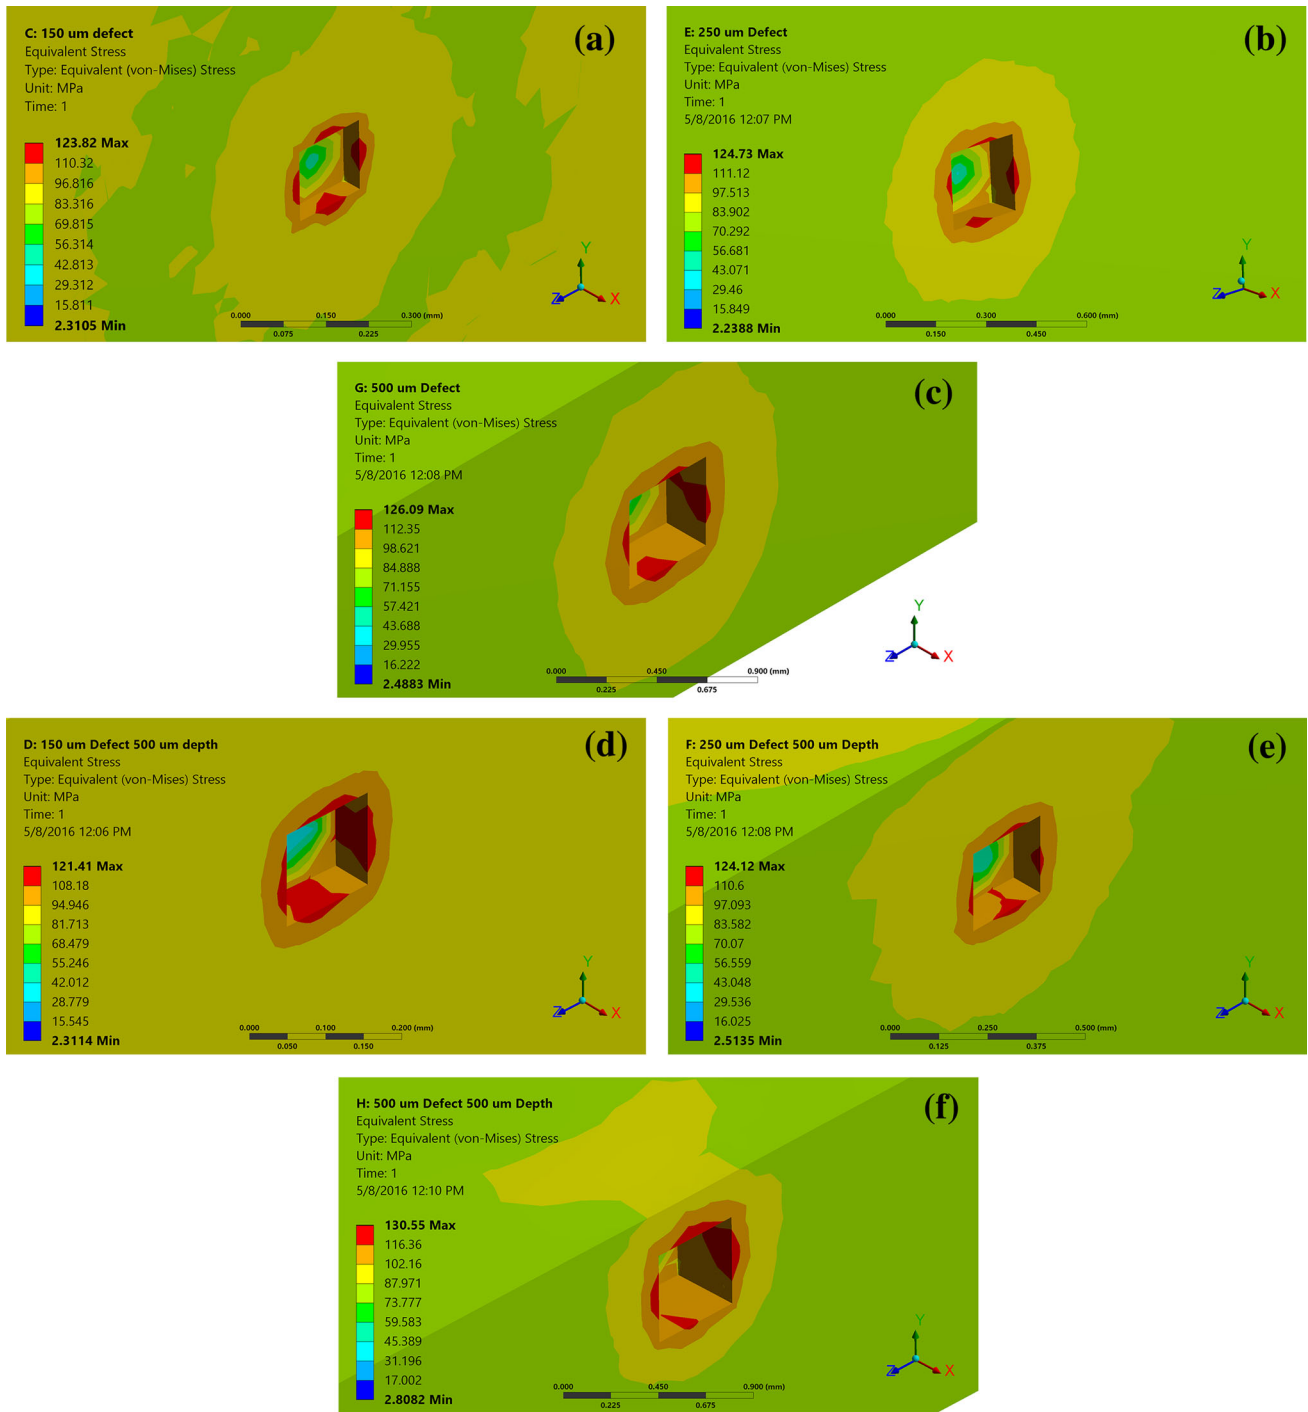 C: 150 um defect
Equivalent Stress
Type: Equivalent (von-Mises) Stress
Unit: MPa
Time: 1
(a)
123.82 Max
110.32
96.816
83.316
69.815
56.314
42.813
29.312
15.811
2.3105 Min
0.000 0.150 0.300 (mm)
0.075 0.225
Y
Z X
E: 250 um Defect
Equivalent Stress
Type: Equivalent (von-Mises) Stress
Unit: MPa
Time: 1
5/8/2016 12:07 PM
(b)
124.73 Max
111.12
97.513
83.902
70.292
56.681
43.071
29.46
15.849
2.2388 Min
0.000 0.300 0.600 (mm)
0.150 0.450
Y
Z X
G: 500 um Defect
Equivalent Stress
Type: Equivalent (von-Mises) Stress
Unit: MPa
Time: 1
5/8/2016 12:08 PM
(c)
126.09 Max
112.35
98.621
84.888
71.155
57.421
43.688
29.955
16.222
2.4883 Min
0.000 0.450 0.900 (mm)
0.225 0.675
Y
Z X
D: 150 um Defect 500 um depth
Equivalent Stress
Type: Equivalent (von-Mises) Stress
Unit: MPa
Time: 1
5/8/2016 12:06 PM
(d)
121.41 Max
108.18
94.946
81.713
68.479
55.246
42.012
28.779
15.545
2.3114 Min
0.000 0.100 0.200 (mm)
0.050 0.150
Y
Z X
F: 250 um Defect 500 um Depth
Equivalent Stress
Type: Equivalent (von-Mises) Stress
Unit: MPa
Time: 1
5/8/2016 12:08 PM
(e)
124.12 Max
110.6
97.093
83.582
70.07
56.559
43.048
29.536
16.025
2.5135 Min
0.000 0.250 0.500 (mm)
0.125 0.375
Y
Z X
H: 500 um Defect 500 um Depth
Equivalent Stress
Type: Equivalent (von-Mises) Stress
Unit: MPa
Time: 1
5/8/2016 12:10 PM
(f)
130.55 Max
116.36
102.16
87.971
73.777
59.583
45.389
31.196
17.002
2.8082 Min
0.000 0.450 0.900 (mm)
0.225 0.675
Y
Z X